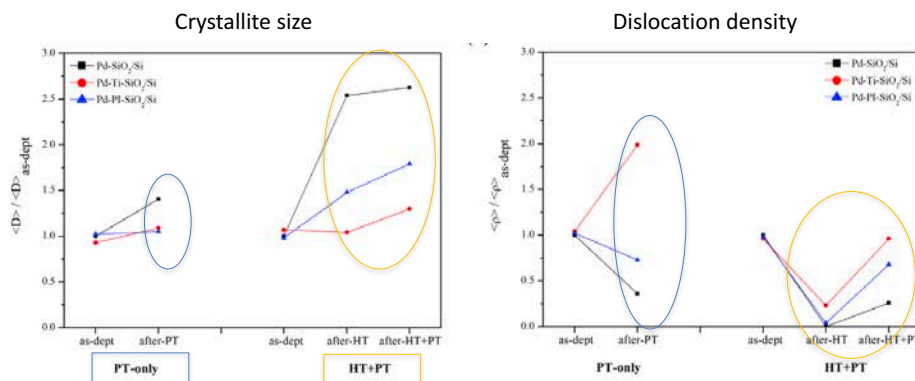 Crystallite size
3.0
2.5
2.0
1.5
1.0
0.5
0.0
<D> / <D>as-dept
Pd-SiO2/Si
Pd-Ti-SiO2/Si
Pd-PI-SiO2/Si
as-dept after-PT as-dept after-HT after-HT+PT
PT-only HT+PT
Dislocation density
3.0
2.5
2.0
1.5
1.0
0.5
0.0
<ρ> / <ρ>as-dept
Pd-SiO2/Si
Pd-Ti-SiO2/Si
Pd-PI-SiO2/Si
as-dept after-PT as-dept after-HT after-HT+PT
PT-only HT+PT